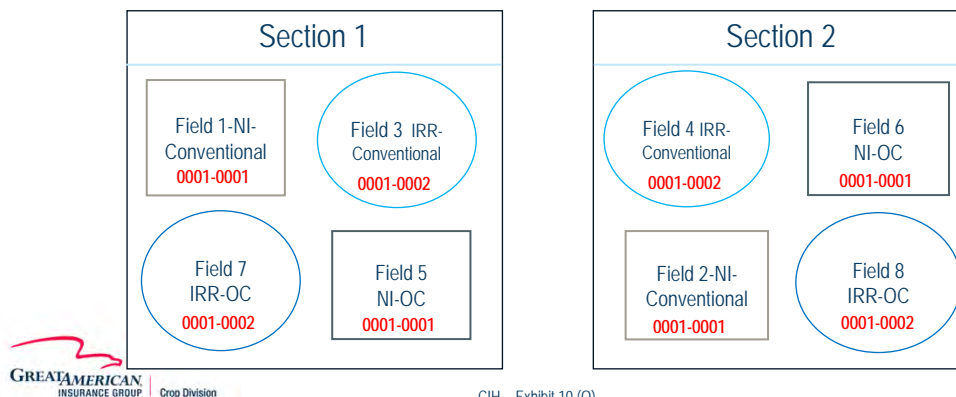 Section 1
Field 1-NI-
Conventional
0001-0001
Field 3 IRR-
Conventional
0001-0002
Field 7
IRR-OC
0001-0002
Field 5
NI-OC
0001-0001
Section 2
Field 4 IRR-
Conventional
0001-0002
Field 6
NI-OC
0001-0001
Field 2-NI-
Conventional
0001-0001
Field 8
IRR-OC
0001-0002
GREATAMERICAN.
INSURANCE GROUP Crop Division